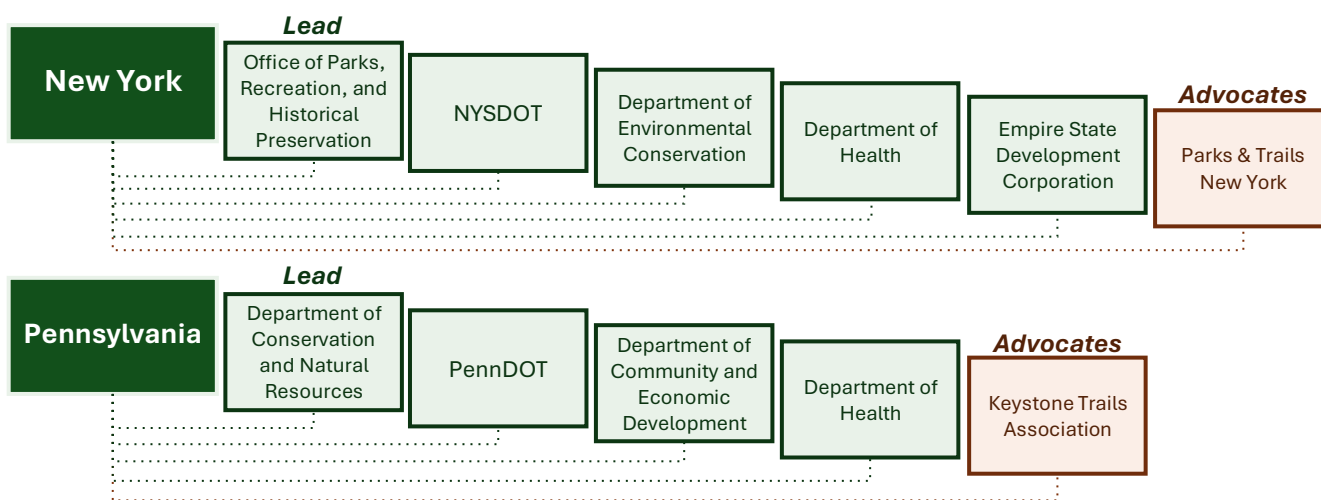 New York
Lead
Office of Parks,
Recreation, and
Historical
Preservation
NYSDOT
Department of
Environmental
Conservation
Department of
Health
Empire State
Development
Corporation
Advocates
Parks & Trails
New York
Pennsylvania
Lead
Department of
Conservation
and Natural
Resources
PennDOT
Department of
Community and
Economic
Development
Department of
Health
Advocates
Keystone Trails
Association